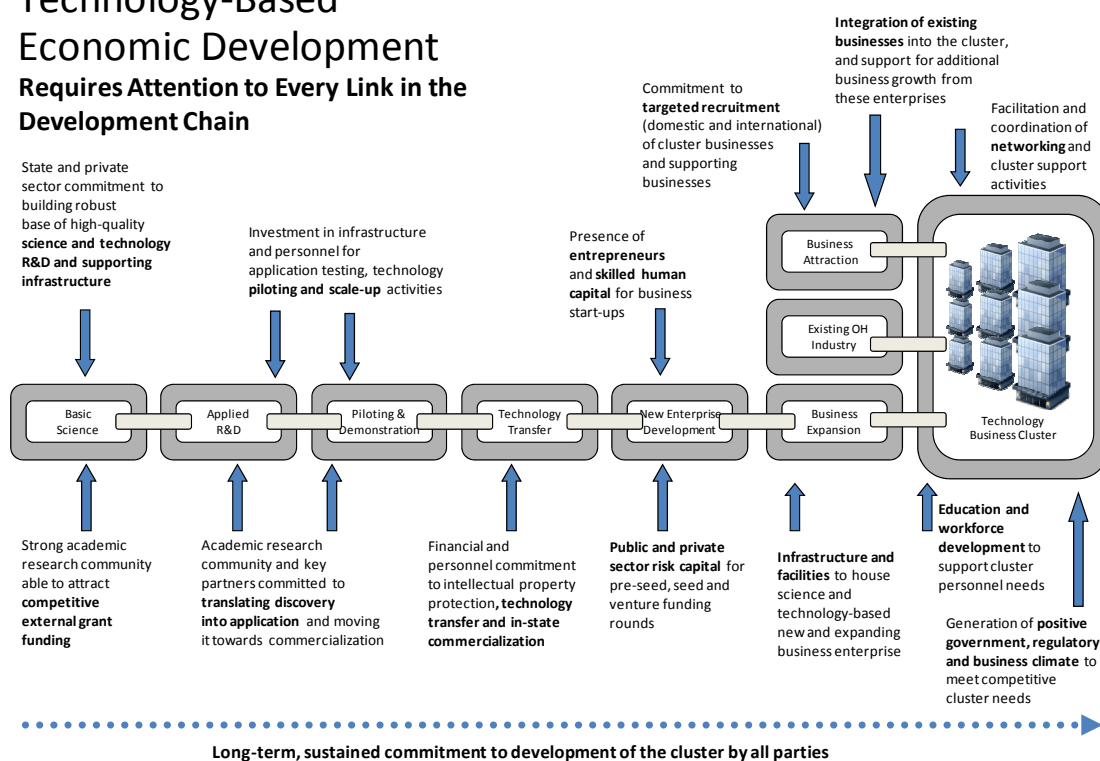 Technology-Based
Economic Development
Requires Attention to Every Link in the
Development Chain
State and private
sector commitment to
building robust
base of high-quality
science and technology
R&D and supporting
infrastructure
Investment in infrastructure
and personnel for
application testing, technology
piloting and scale-up activities
Presence of
entrepreneurs
and skilled human
capital for business
start-ups
Commitment to
targeted recruitment
(domestic and international)
of cluster businesses
and supporting
businesses
Integration of existing
businesses into the cluster,
and support for additional
business growth from
these enterprises
Facilitation and
coordination of
networking and
cluster support
activities
Business
Attraction
Existing OH
Industry
Basic
Science
Applied
R&D
Piloting &
Demonstration
Technology
Transfer
New Enterprise
Development
Business
Expansion
Technology
Business Cluster
Strong academic
research community
able to attract
competitive
external grant
funding
Academic research
community and key
partners committed to
translating discovery
into application and moving
it towards commercialization
Financial and
personnel commitment
to intellectual property
protection, technology
transfer and in-state
commercialization
Public and private
sector risk capital for
pre-seed, seed and
venture funding
rounds
Infrastructure and
facilities to house
science and
technology-based
new and expanding
business enterprise
Education and
workforce
development to
support cluster
personnel needs
Generation of positive
government, regulatory
and business climate to
meet competitive
cluster needs
Long-term, sustained commitment to development of the cluster by all parties